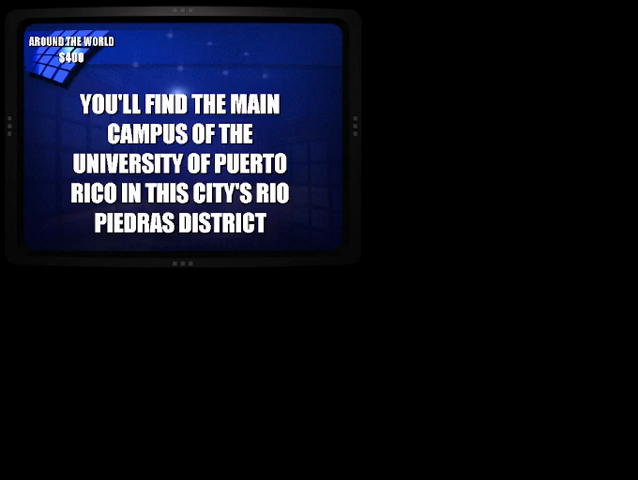 AROUND THE WORLD
$400
YOU'LL FIND THE MAIN
CAMPUS OF THE
UNIVERSITY OF PUERTO
RICO IN THIS CITY'S RIO
PIEDRAS DISTRICT